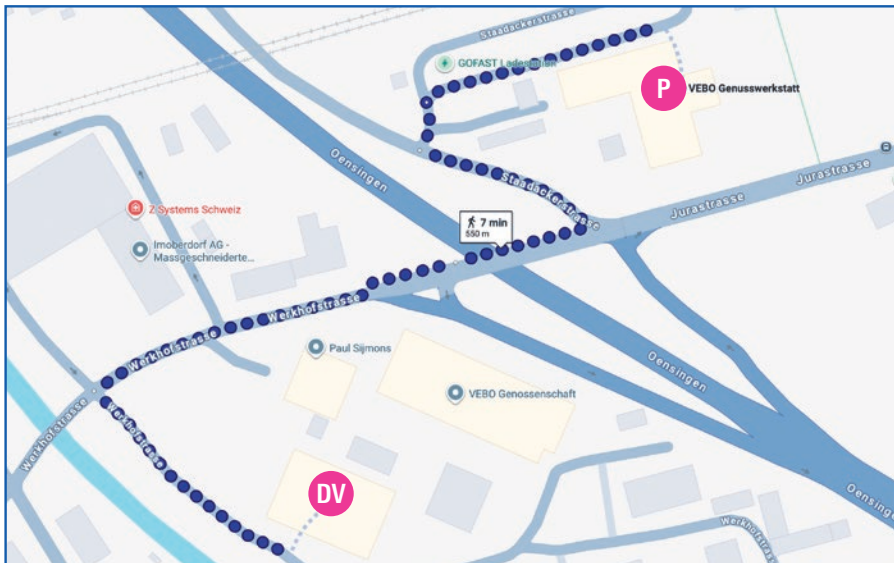 Staadackerstrasse
GOFAST Ladestation
P
VEBO Genusswerkstatt
Oensingen
Staadackerstrasse
Jurastrasse
Jurastrasse
Z Systems Schweiz
7 min
550 m
Imoberdorf AG -
Massgeschneiderte...
Werkhofstrasse
Werkhofstrasse
Paul Sijmons
Oensingen
VEBO Genossenschaft
Werkhofstrasse
Werkhofstrasse
DV
Oensingen
Werkhofstrasse